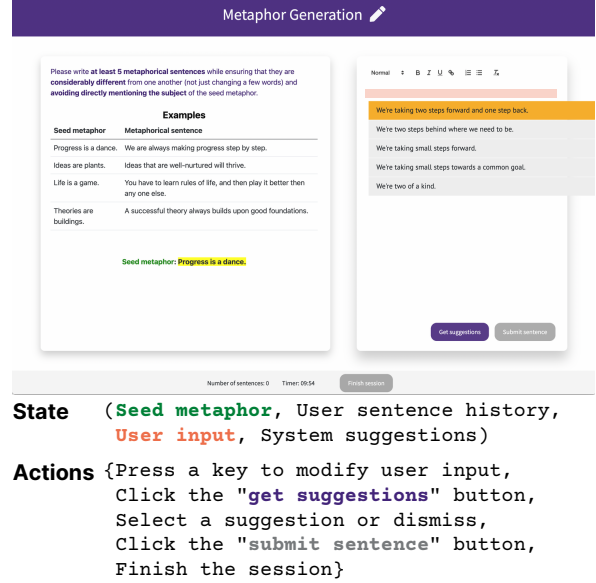 Metaphor Generation
Please write at least 5 metaphorical sentences while ensuring that they are
considerably different from one another (not just changing a few words) and
avoiding directly mentioning the subject of the seed metaphor.
Examples
Seed metaphor Metaphorical sentence
Progress is a dance. We are always making progress step by step.
Ideas are plants. Ideas that are well-nurtured will thrive.
Life is a game. You have to learn rules of life, and then play it better then
any one else.
Theories are A successful theory always builds upon good foundations.
buildings.
Seed metaphor: Progress is a dance.
Normal B I U
We're taking two steps forward and one step back.
We're two steps behind where we need to be.
We're taking small steps forward.
We're taking small steps towards a common goal.
We're two of a kind.
Get suggestions Submit sentence
Number of sentences: 0 Timer: 09:54 Finish session
State (Seed metaphor, User sentence history,
User input, System suggestions)
Actions {Press a key to modify user input,
Click the "get suggestions" button,
Select a suggestion or dismiss,
Click the "submit sentence" button,
Finish the session}